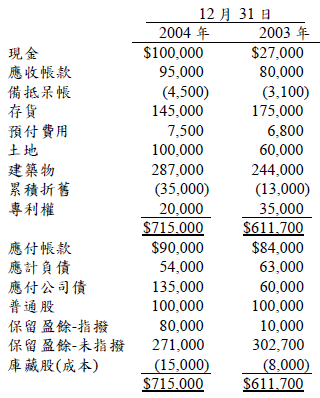 12 月 31 日
2004 年 2003 年
現金 $100,000 $27,000
應收帳款 95,000 80,000
備抵呆帳 (4,500) (3,100)
存貨 145,000 175,000
預付費用 7,500 6,800
土地 100,000 60,000
建築物 287,000 244,000
累積折舊 (35,000) (13,000)
專利權 20,000 35,000
$715,000 $611,700
應付帳款 $90,000 $84,000
應計負債 54,000 63,000
應付公司債 135,000 60,000
普通股 100,000 100,000
保留盈餘-指撥 80,000 10,000
保留盈餘-未指撥 271,000 302,700
庫藏股(成本) (15,000) (8,000)
$715,000 $611,700